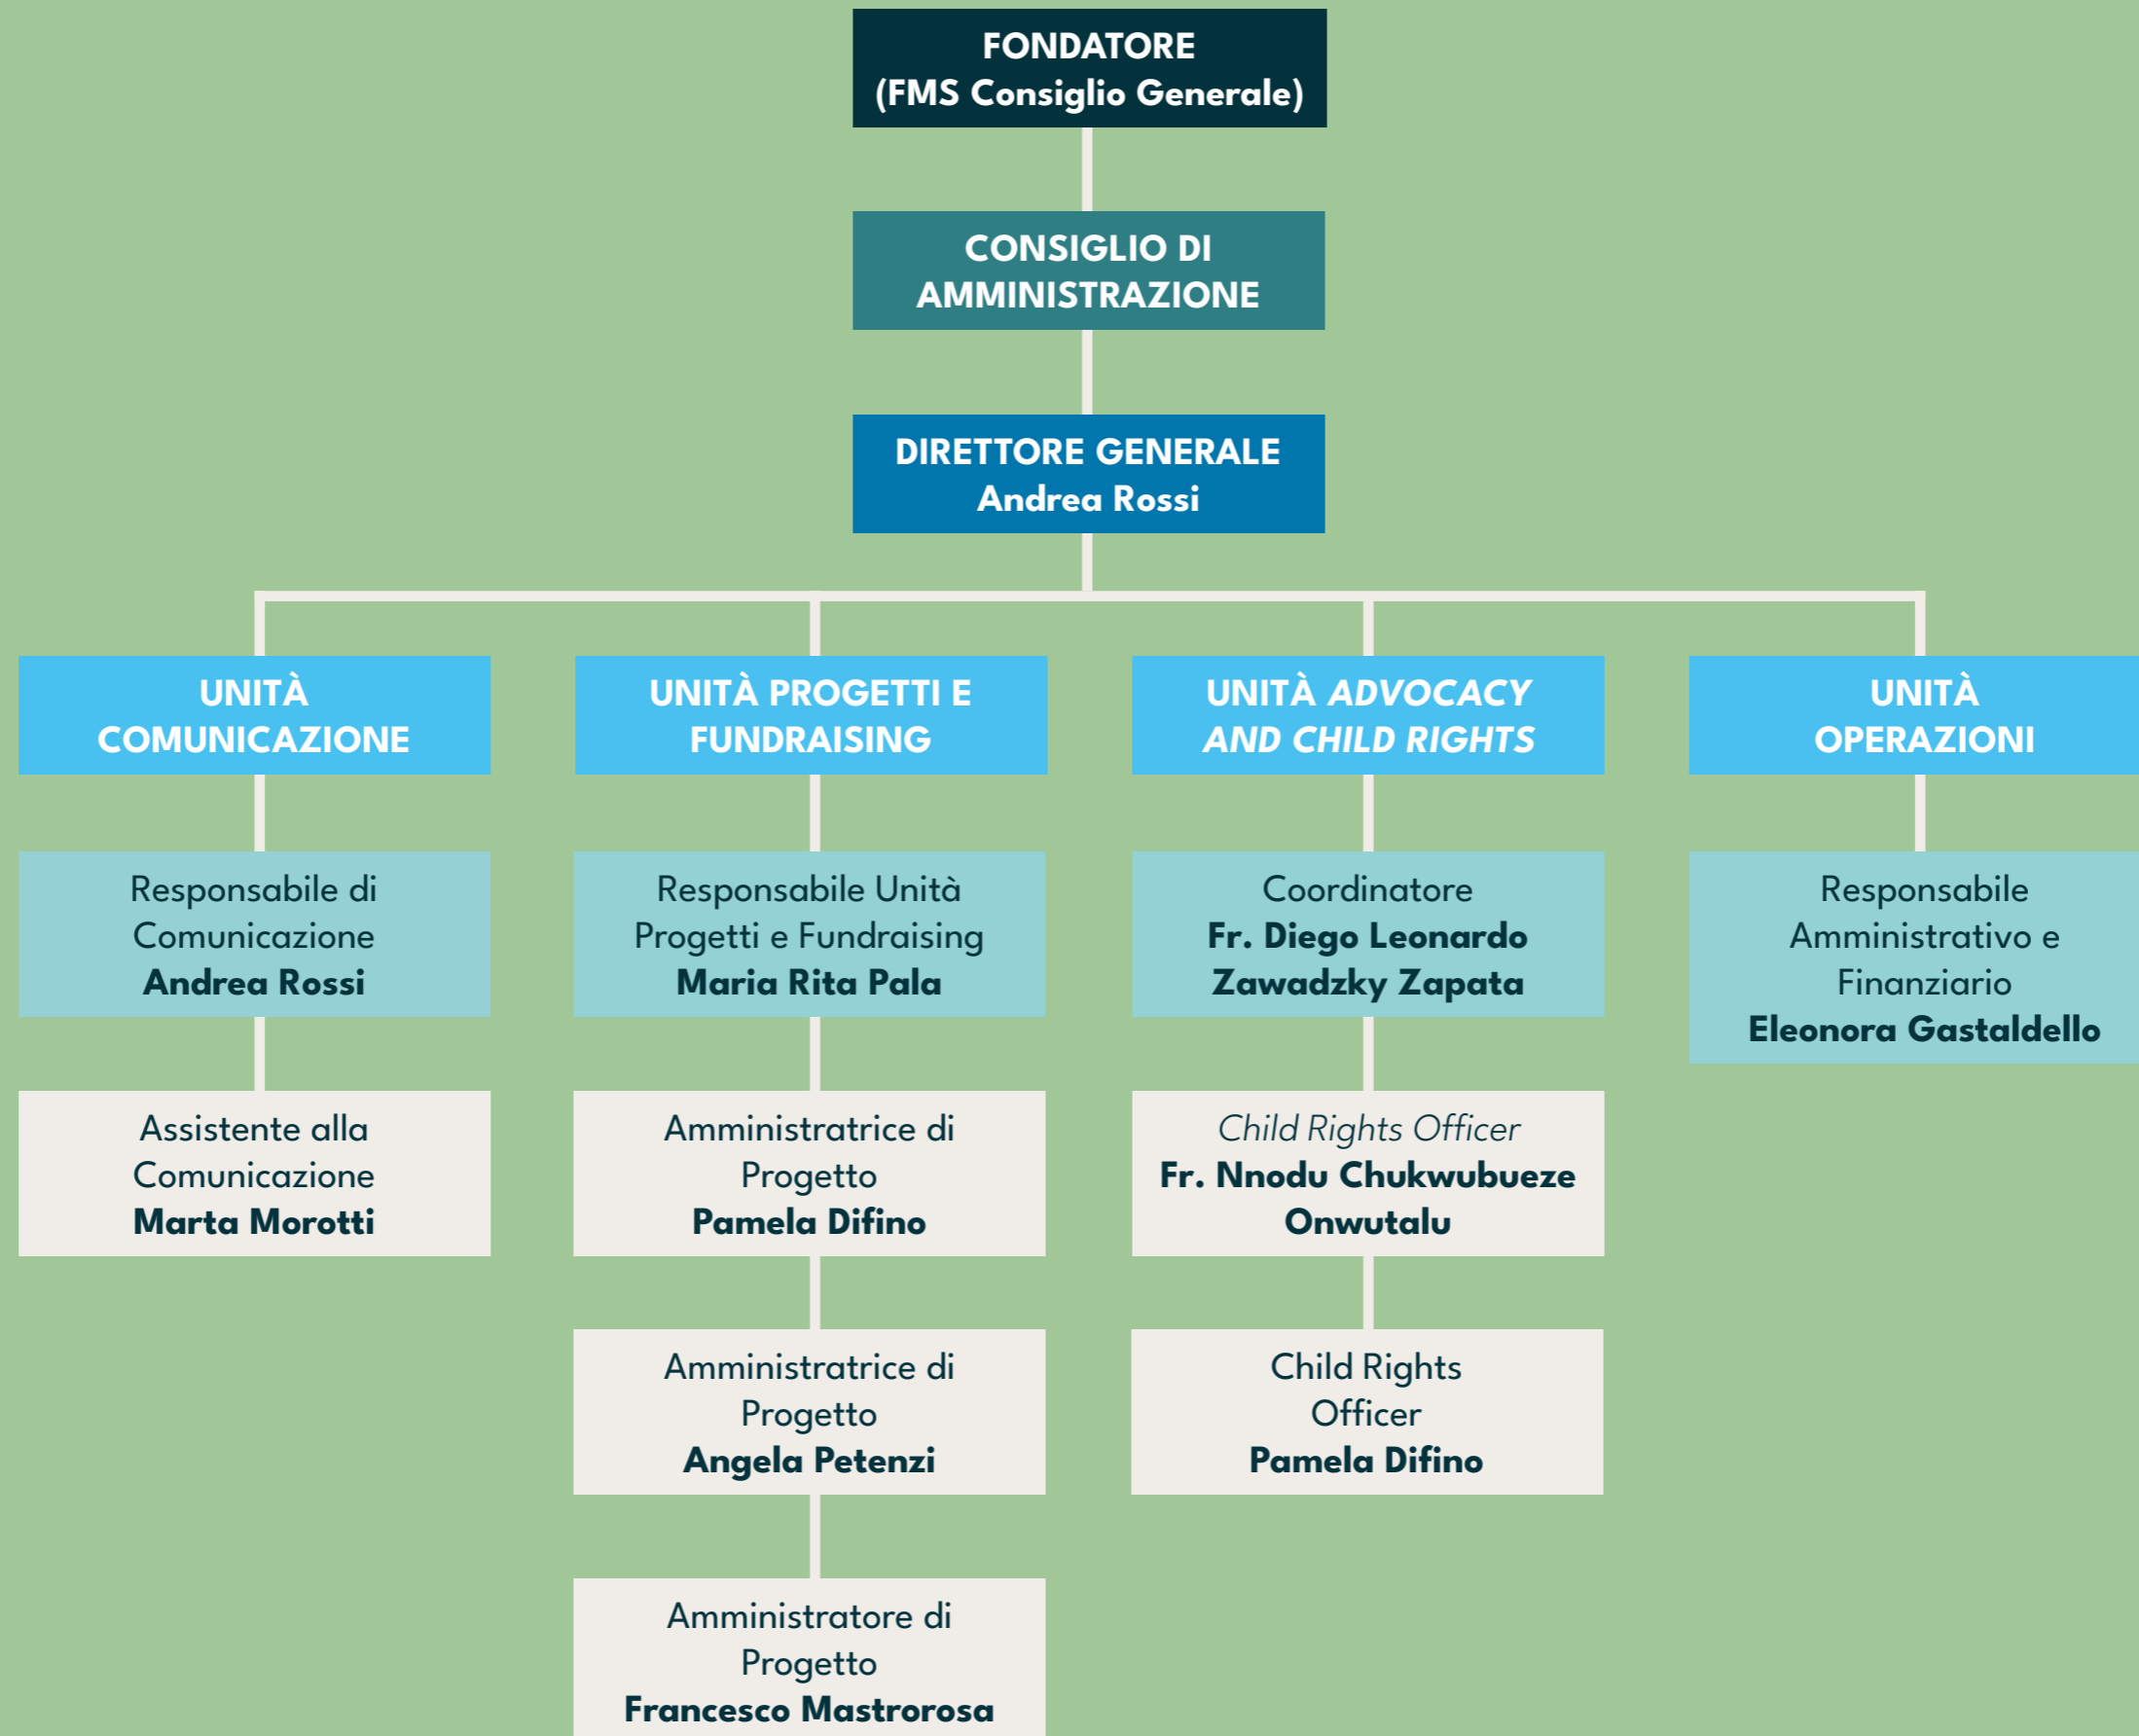 FONDATORE
(FMS Consiglio Generale)
CONSIGLIO DI
AMMINISTRAZIONE
DIRETTORE GENERALE
Andrea Rossi
UNITÀ
COMUNICAZIONE
Responsabile di
Comunicazione
Andrea Rossi
Assistente alla
Comunicazione
Marta Morotti
UNITÀ PROGETTI E
FUNDRAISING
Responsabile Unità
Progetti e Fundraising
Maria Rita Pala
Amministratrice di
Progetto
Pamela Difino
Amministratrice di
Progetto
Angela Petenzi
Amministratore di
Progetto
Francesco Mastrorosa
UNITÀ ADVOCACY
AND CHILD RIGHTS
Coordinatore
Fr. Diego Leonardo
Zawadzky Zapata
Child Rights Officer
Fr. Nnodu Chukwubueze
Onwutalu
Child Rights
Officer
Pamela Difino
UNITÀ
OPERAZIONI
Responsabile
Amministrativo e
Finanziario
Eleonora Gastaldello